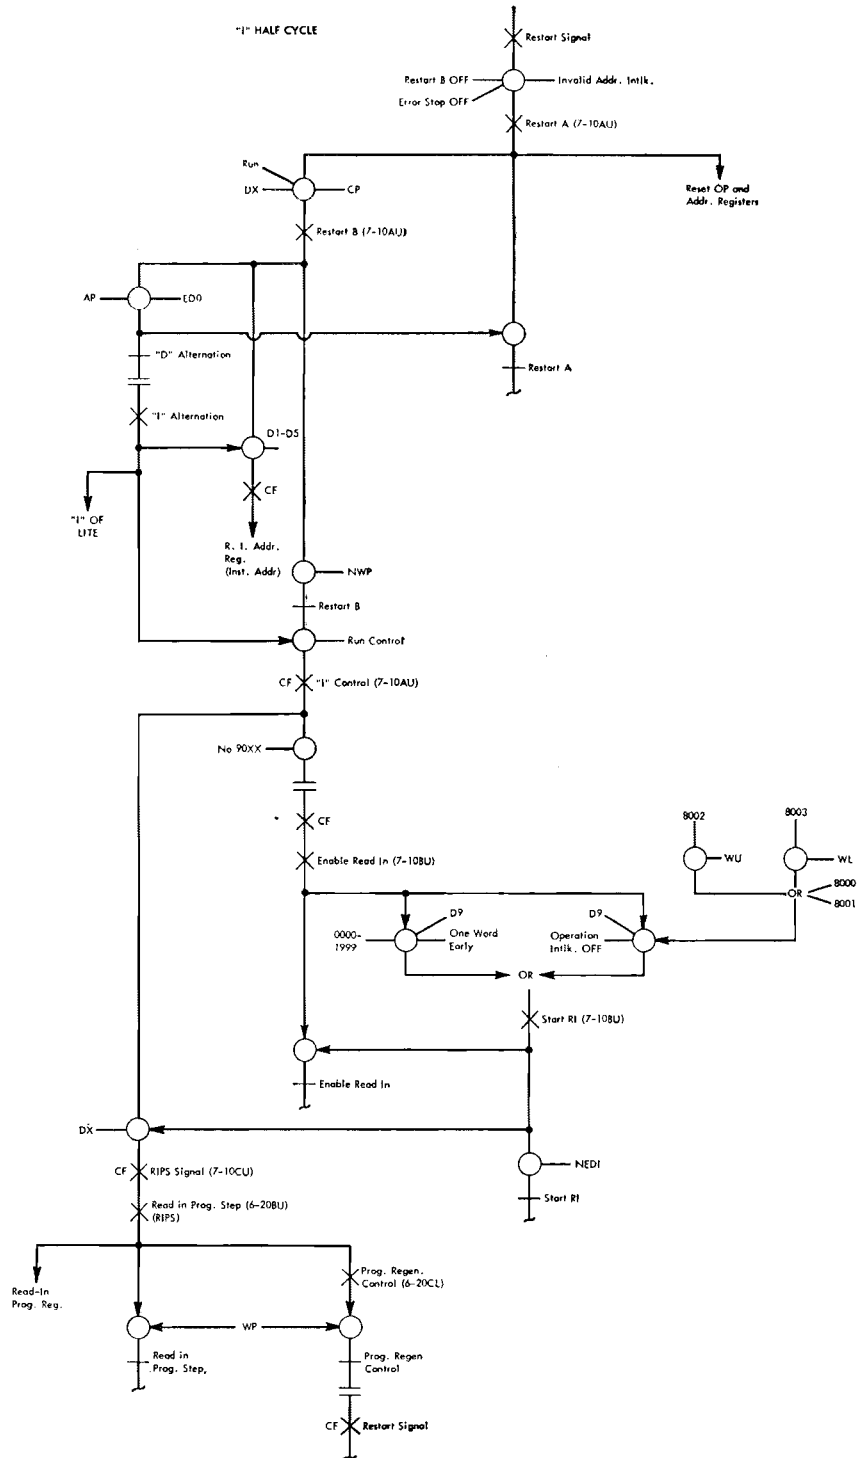 "I" HALF CYCLE
Restart Signal
Restart B OFF
Invalid Addr. Intlk.
Error Stop OFF
Restart A (7-10AU)
Run
DX
CP
Reset OP and
Addr. Registers
Restart B (7-10AU)
AP
ED0
"D" Alternation
Restart A
"I" Alternation
D1-D5
CF
"I" OF
LITE
R. I. Addr.
Reg.
(Inst. Addr)
NWP
Restart B
Run Control
CF
"I" Control (7-10AU)
No 90XX
CF
Enable Read In (7-10BU)
8002
8003
WU
WL
OR
8000
8001
D9
D9
0000-
1999
One Word
Early
Operation
Intlk. OFF
OR
Start RI (7-10BU)
Enable Read In
DX
NEDI
CF
RIPS Signal (7-10CU)
Start RI
Read in Prog. Step (6-20BU)
(RIPS)
Read-In
Prog. Reg.
Prog. Regen.
Control (6-20CL)
WP
Read in
Prog. Step,
Prog. Regen
Control
CF
Restart Signal